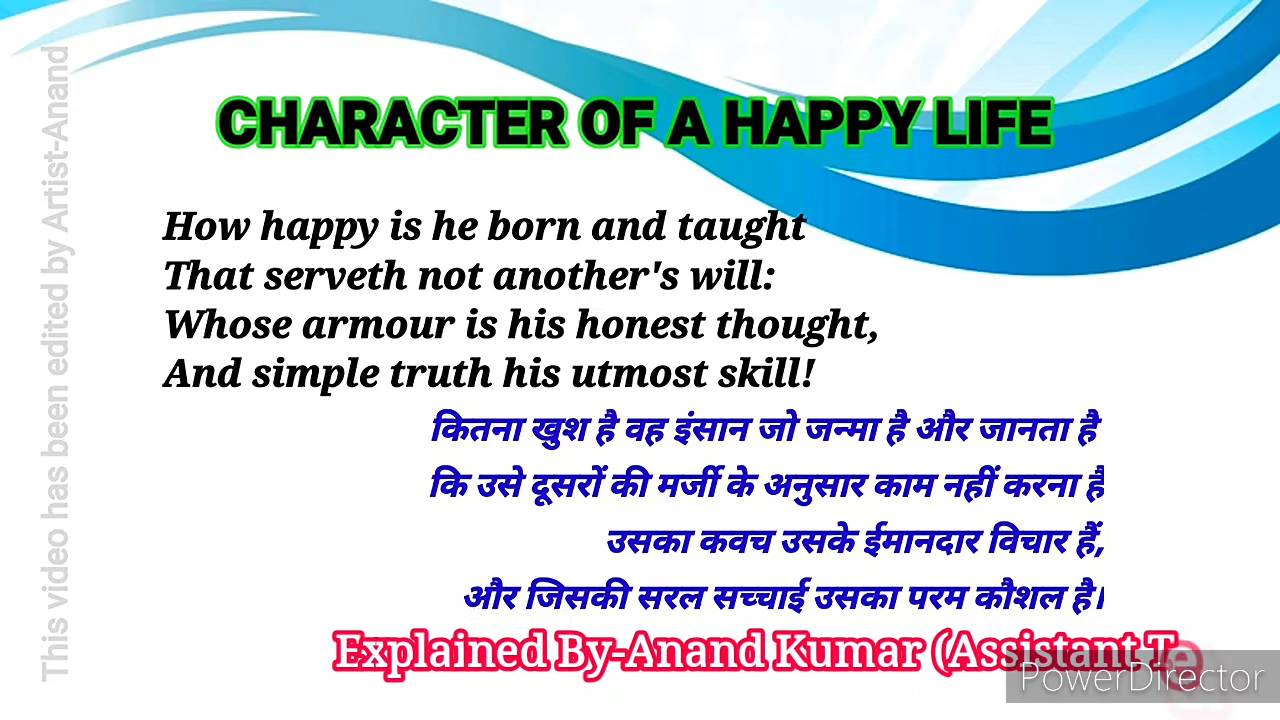 CHARACTER OF A HAPPY LIFE
How happy is he born and taught
That serveth not another's will:
Whose armour is his honest thought,
And simple truth his utmost skill!
कितना खुश है वह इंसान जो जन्मा है और जानता है
कि उसे दूसरों की मर्जी के अनुसार काम नहीं करना है
उसका कवच उसके ईमानदार विचार हैं,
और जिसकी सरल सच्चाई उसका परम कौशल है।
Explained By-Anand Kumar (Assistant Te
PowerDirector
This video has been edited by Artist-Anand